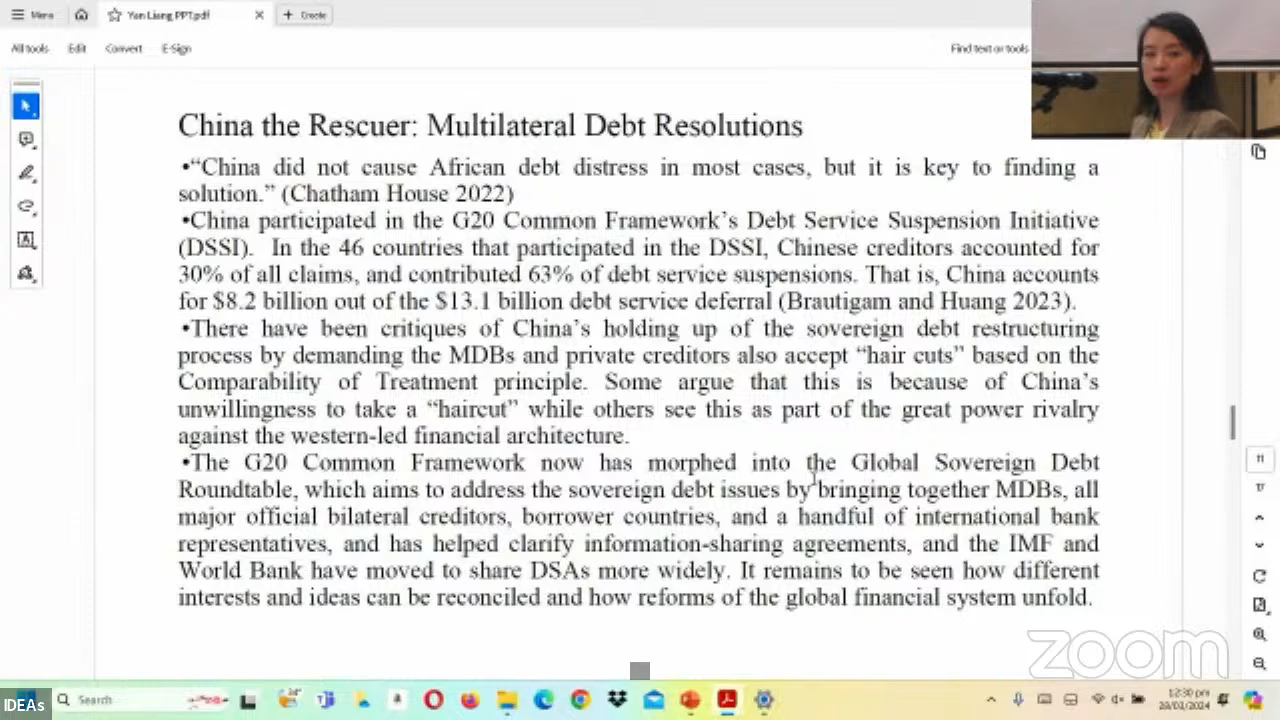 Menu
Yan Liang PPT.pdf
Create
All tools Edit Convert E-Sign
Find text or tools
China the Rescuer: Multilateral Debt Resolutions
•“China did not cause African debt distress in most cases, but it is key to finding a
solution.” (Chatham House 2022)
•China participated in the G20 Common Framework’s Debt Service Suspension Initiative
(DSSI). In the 46 countries that participated in the DSSI, Chinese creditors accounted for
30% of all claims, and contributed 63% of debt service suspensions. That is, China accounts
for $8.2 billion out of the $13.1 billion debt service deferral (Brautigam and Huang 2023).
•There have been critiques of China’s holding up of the sovereign debt restructuring
process by demanding the MDBs and private creditors also accept “hair cuts” based on the
Comparability of Treatment principle. Some argue that this is because of China’s
unwillingness to take a “haircut” while others see this as part of the great power rivalry
against the western-led financial architecture.
•The G20 Common Framework now has morphed into the Global Sovereign Debt
Roundtable, which aims to address the sovereign debt issues by bringing together MDBs, all
major official bilateral creditors, borrower countries, and a handful of international bank
representatives, and has helped clarify information-sharing agreements, and the IMF and
World Bank have moved to share DSAs more widely. It remains to be seen how different
interests and ideas can be reconciled and how reforms of the global financial system unfold.
11
17
zoom
IDEAs
Search
12:30 pm